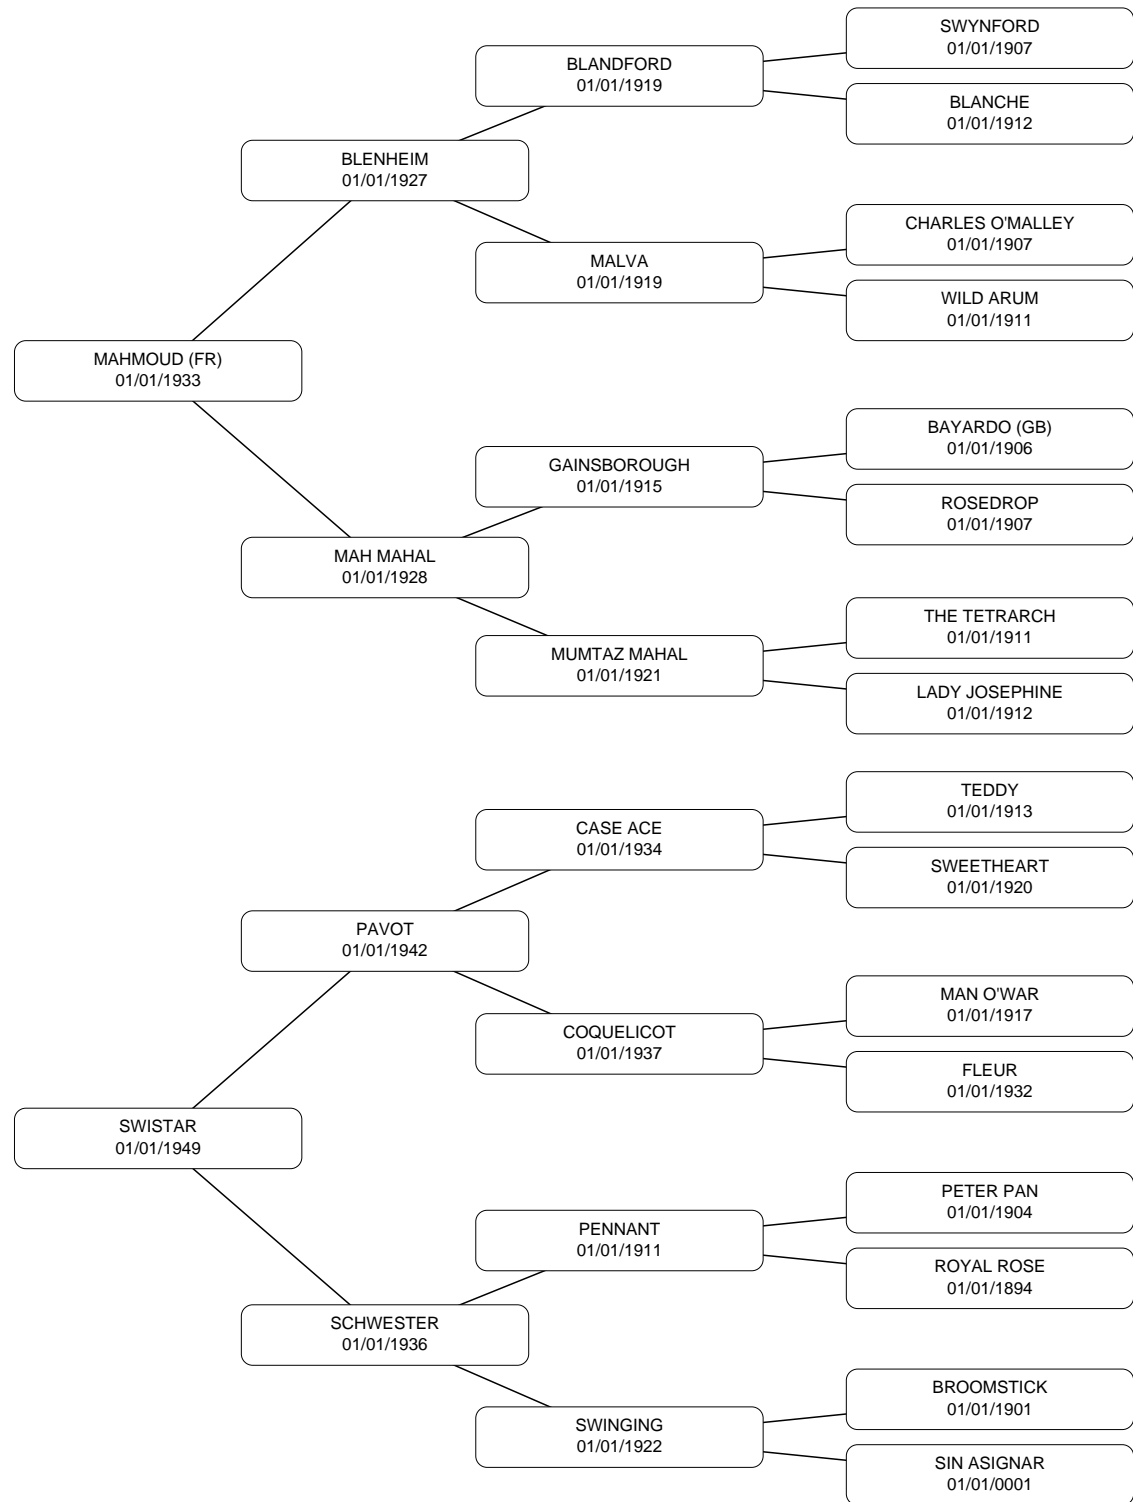 SWYNFORD
01/01/1907
BLANDFORD
01/01/1919
BLANCHE
01/01/1912
BLENHEIM
01/01/1927
CHARLES O'MALLEY
01/01/1907
MALVA
01/01/1919
WILD ARUM
01/01/1911
MAHMOUD (FR)
01/01/1933
BAYARDO (GB)
01/01/1906
GAINSBOROUGH
01/01/1915
ROSEDROP
01/01/1907
MAH MAHAL
01/01/1928
THE TETRARCH
01/01/1911
MUMTAZ MAHAL
01/01/1921
LADY JOSEPHINE
01/01/1912
TEDDY
01/01/1913
CASE ACE
01/01/1934
SWEETHEART
01/01/1920
PAVOT
01/01/1942
MAN O'WAR
01/01/1917
COQUELICOT
01/01/1937
FLEUR
01/01/1932
SWISTAR
01/01/1949
PETER PAN
01/01/1904
PENNANT
01/01/1911
ROYAL ROSE
01/01/1894
SCHWESTER
01/01/1936
BROOMSTICK
01/01/1901
SWINGING
01/01/1922
SIN ASIGNAR
01/01/0001